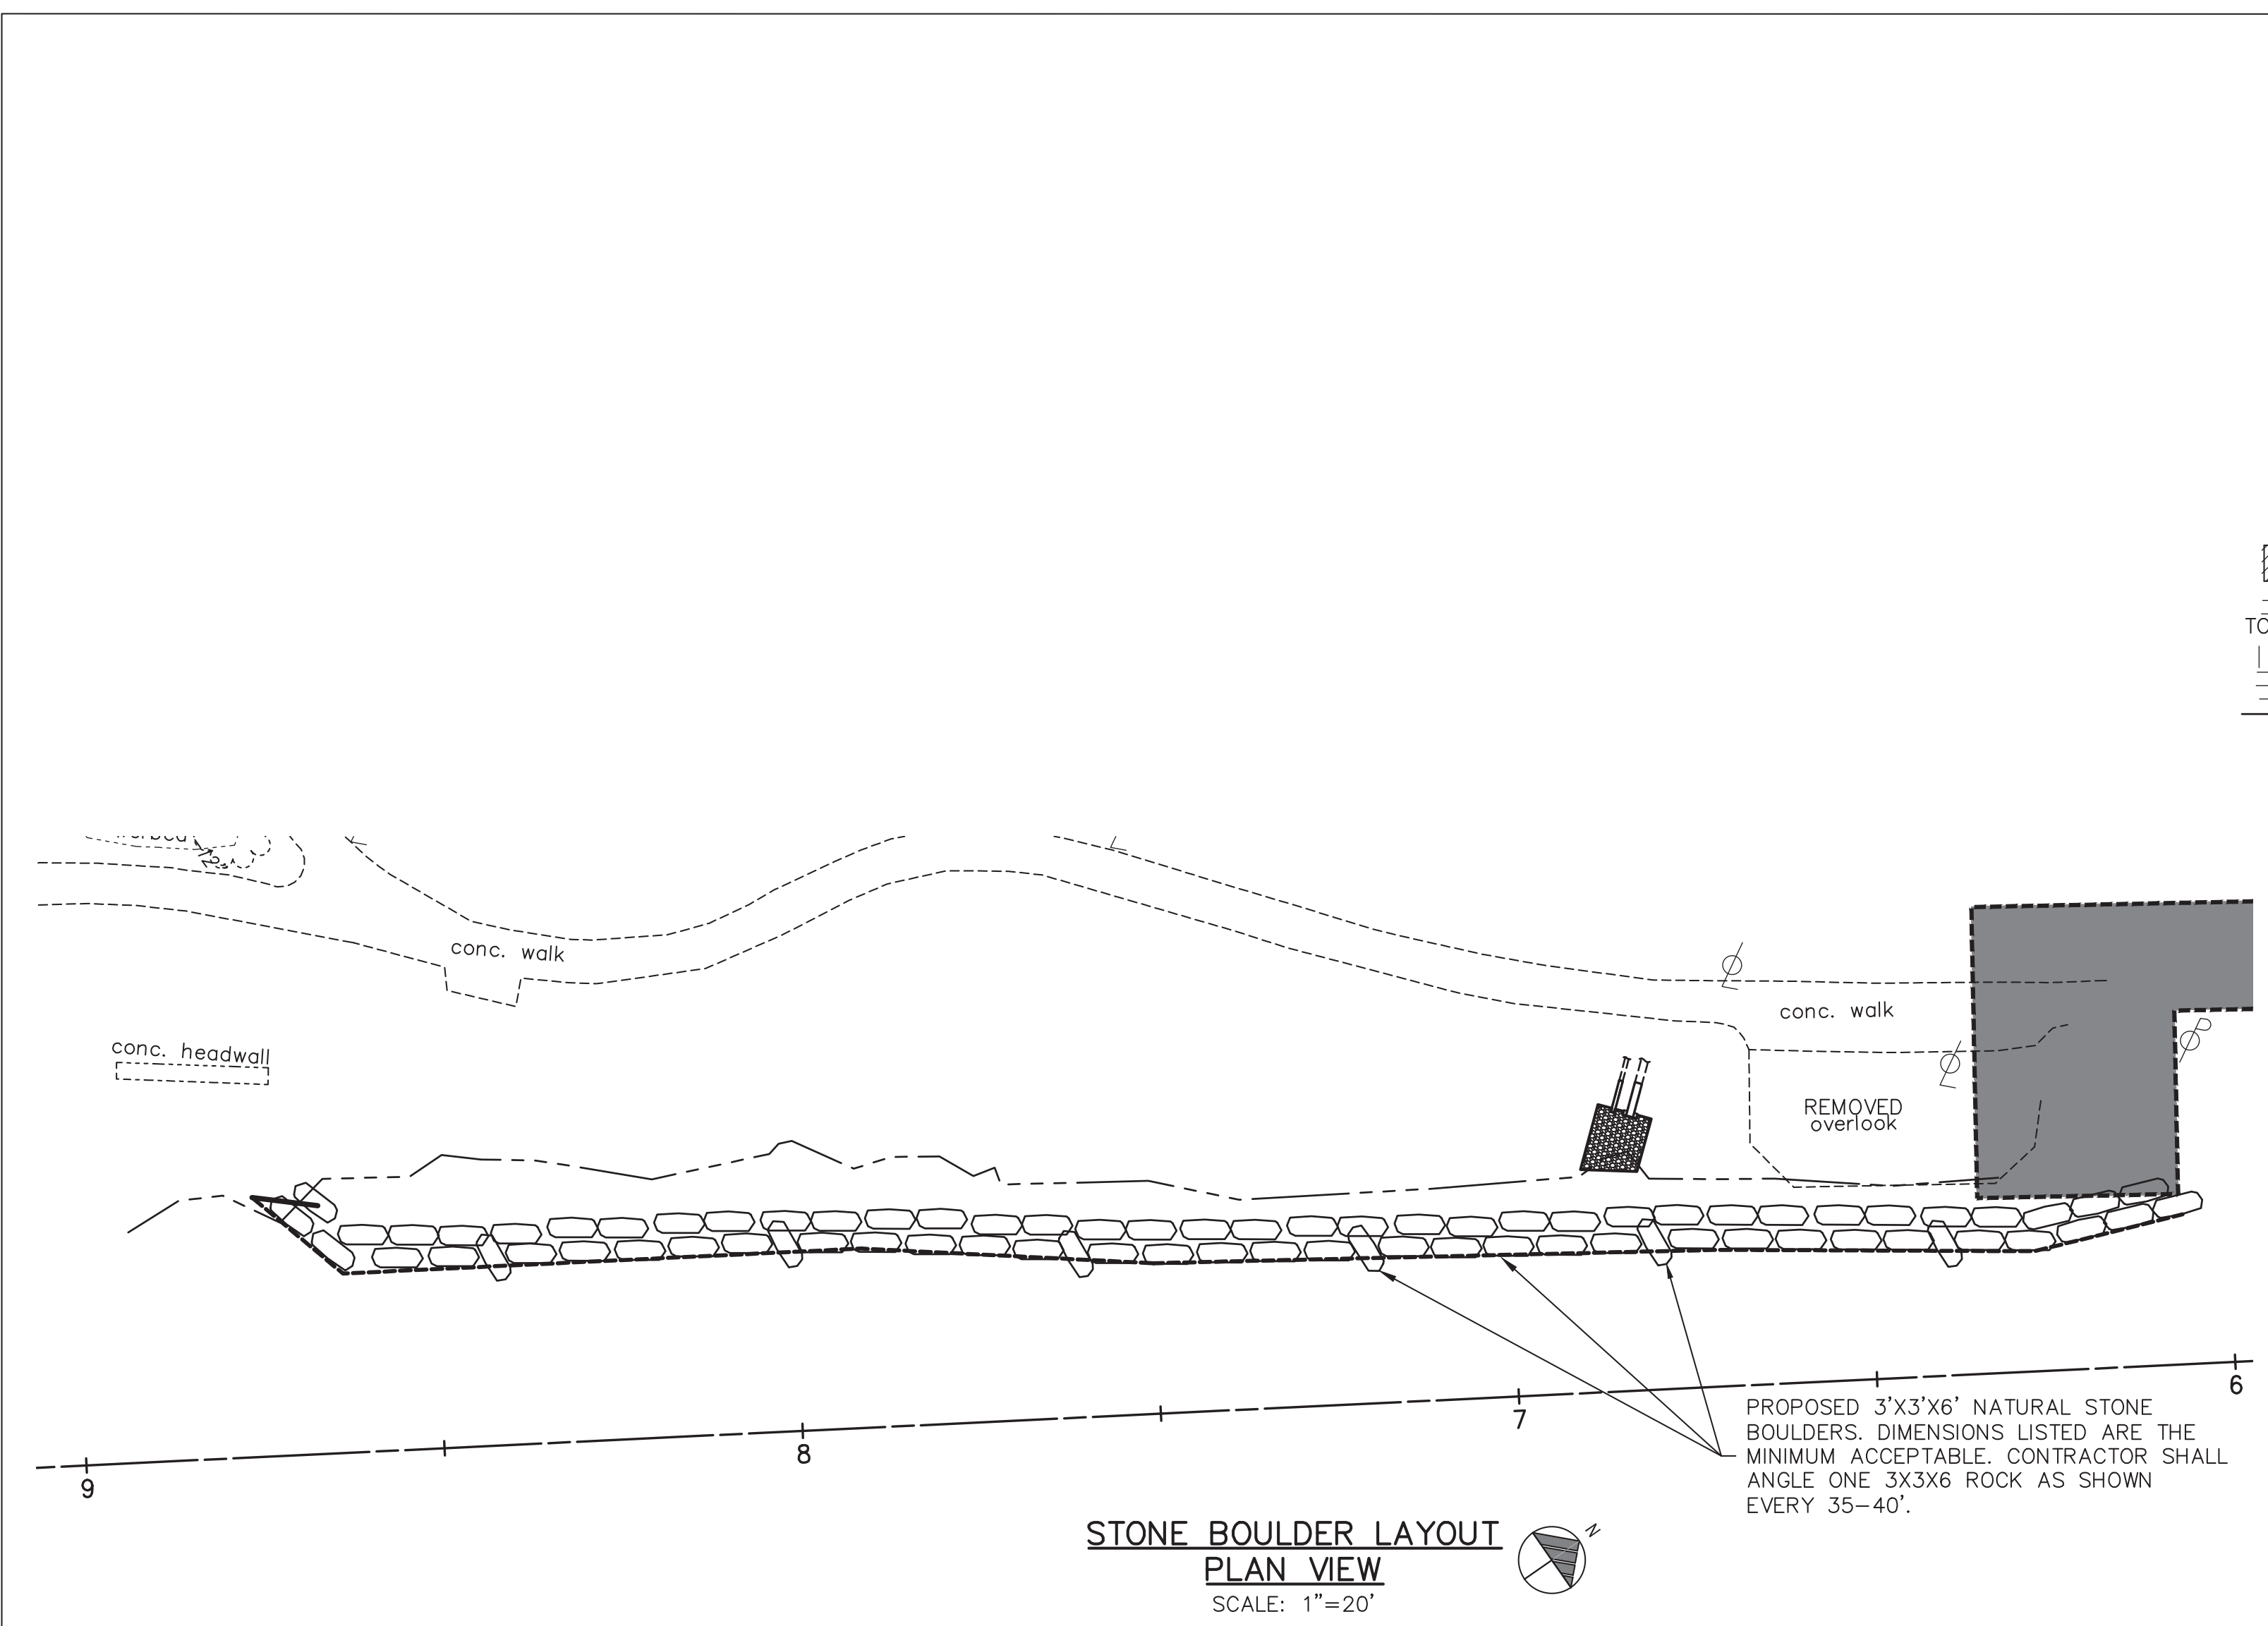 TO
conc. walk
conc. walk
conc. headwall
REMOVED
overlook
6
7
8
9
PROPOSED 3'X3'X6' NATURAL STONE
BOULDERS. DIMENSIONS LISTED ARE THE
MINIMUM ACCEPTABLE. CONTRACTOR SHALL
ANGLE ONE 3X3X6 ROCK AS SHOWN
EVERY 35–40'.
STONE BOULDER LAYOUT
PLAN VIEW
SCALE: 1"=20'
N